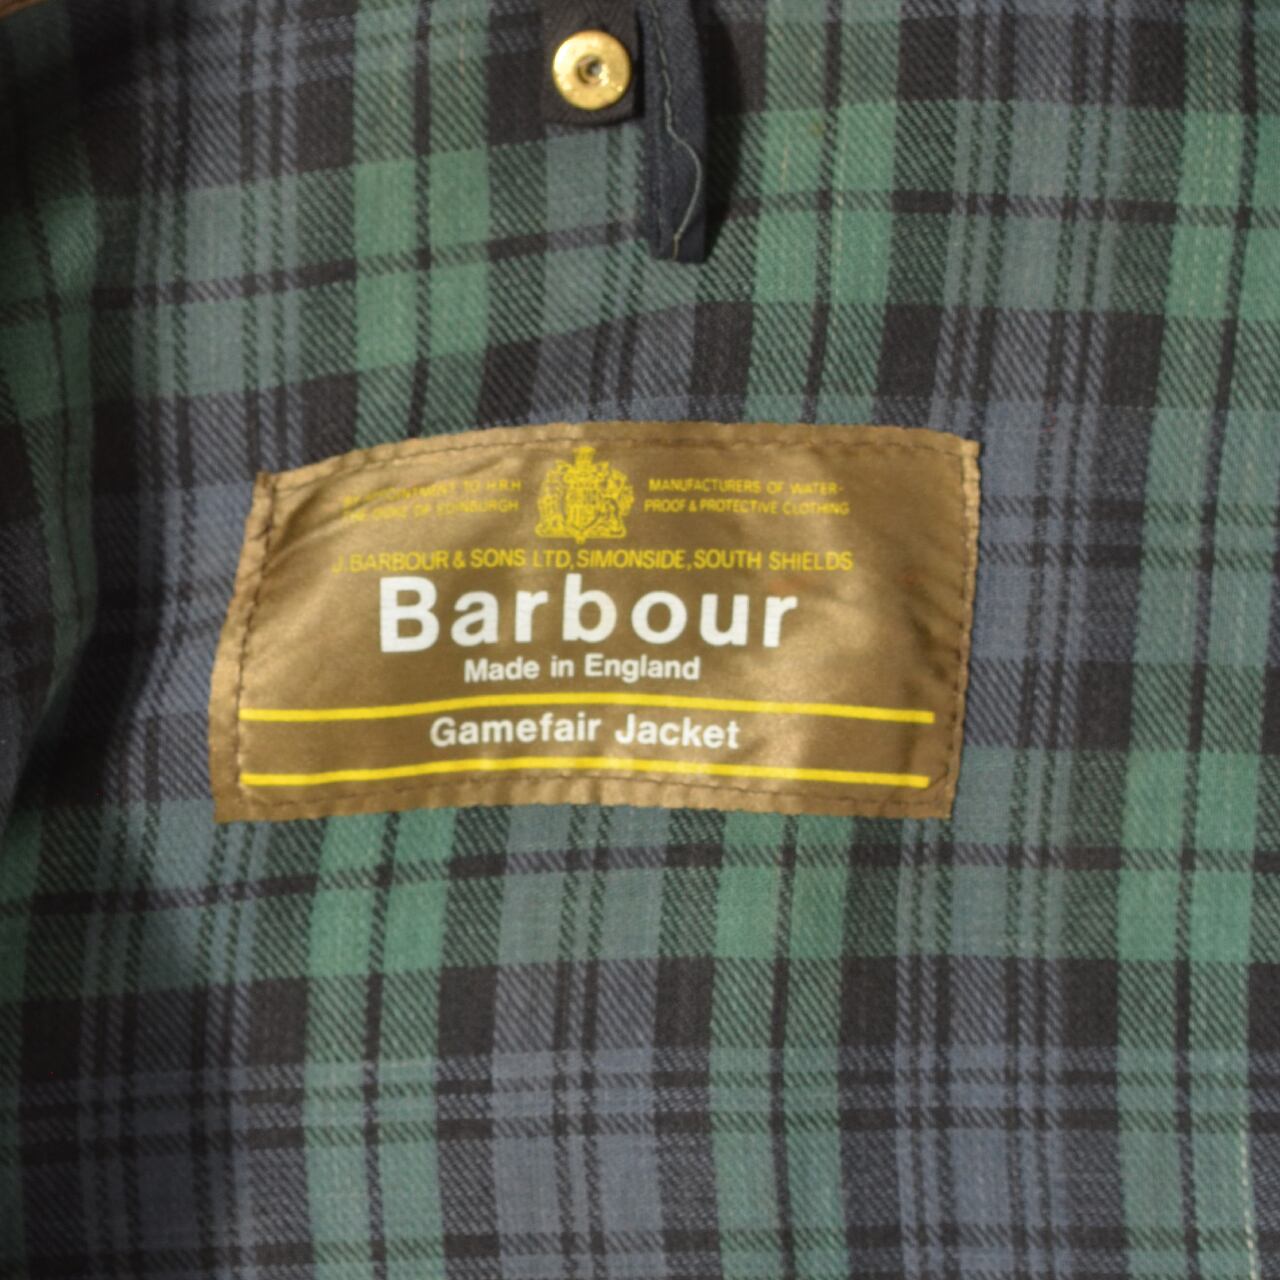 BY APPOINTMENT TO H.R.H
THE DUKE OF EDINBURGH
MANUFACTURERS OF WATER-
PROOF & PROTECTIVE CLOTHING
J. BARBOUR & SONS LTD, SIMONSIDE, SOUTH SHIELDS
Barbour
Made in England
Gamefair Jacket